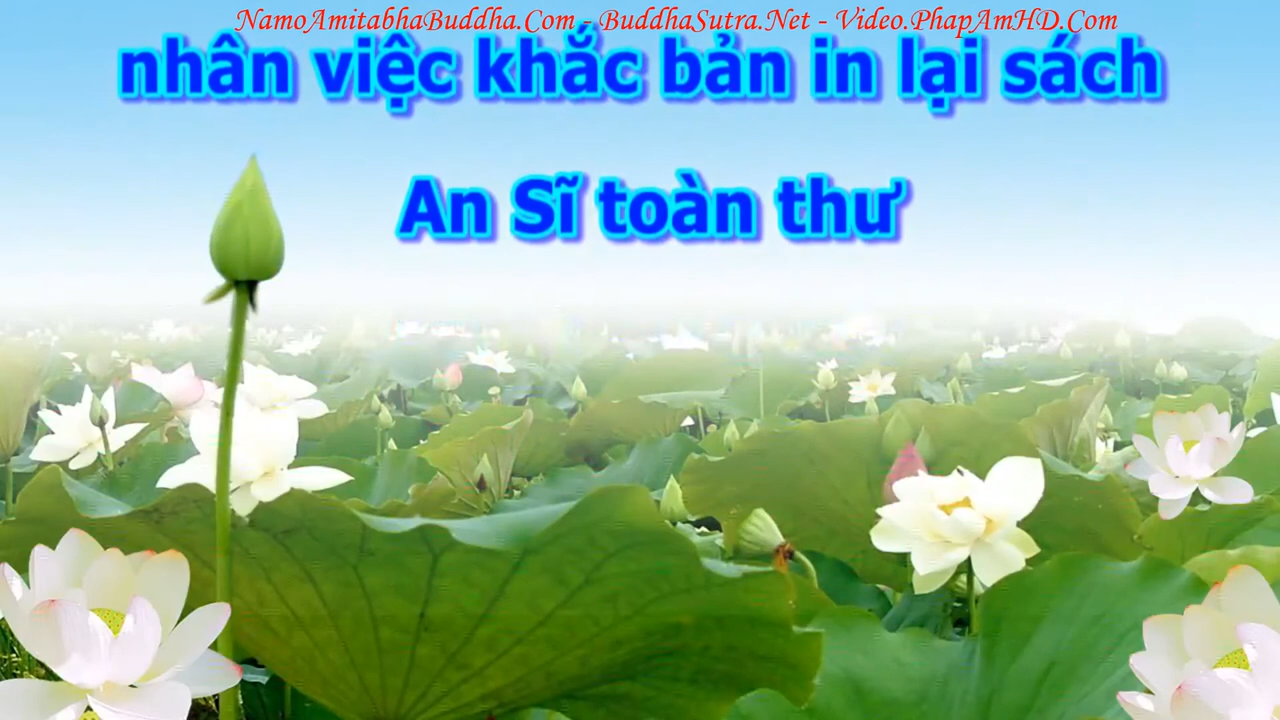 NamoAmitabhaBuddha.Com - BuddhaSutra.Net - Video.PhapAmHD.Com
nhân việc khắc bản in lại sách
An Sĩ toàn thư